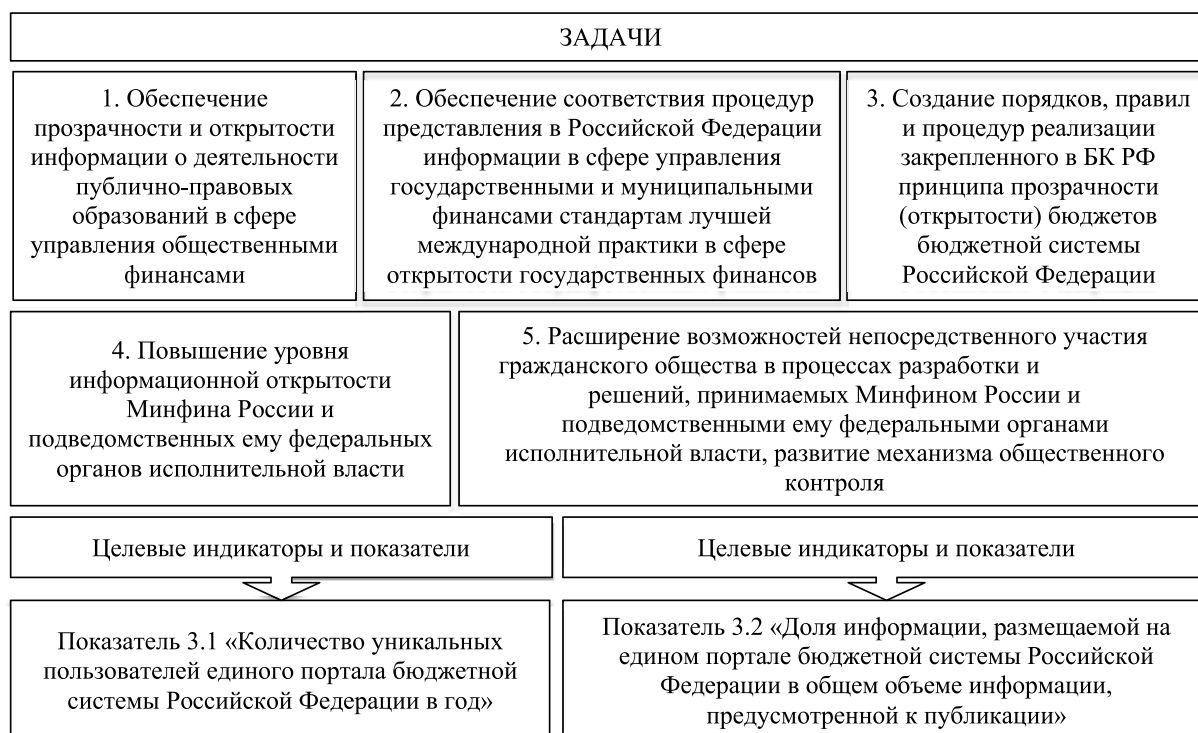 ЗАДАЧИ
1. Обеспечение
прозрачности и открытости
информации о деятельности
публично-правовых
образований в сфере
управления общественными
финансами
2. Обеспечение соответствия процедур
представления в Российской Федерации
информации в сфере управления
государственными и муниципальными
финансами стандартам лучшей
международной практики в сфере
открытости государственных финансов
3. Создание порядков, правил
и процедур реализации
закрепленного в БК РФ
принципа прозрачности
(открытости) бюджетов
бюджетной системы
Российской Федерации
4. Повышение уровня
информационной открытости
Минфина России и
подведомственных ему федеральных
органов исполнительной власти
5. Расширение возможностей непосредственного участия
гражданского общества в процессах разработки и
решений, принимаемых Минфином России и
подведомственными ему федеральными органами
исполнительной власти, развитие механизма общественного
контроля
Целевые индикаторы и показатели
Целевые индикаторы и показатели
Показатель 3.1 «Количество уникальных
пользователей единого портала бюджетной
системы Российской Федерации в год»
Показатель 3.2 «Доля информации, размещаемой на
едином портале бюджетной системы Российской
Федерации в общем объеме информации,
предусмотренной к публикации»